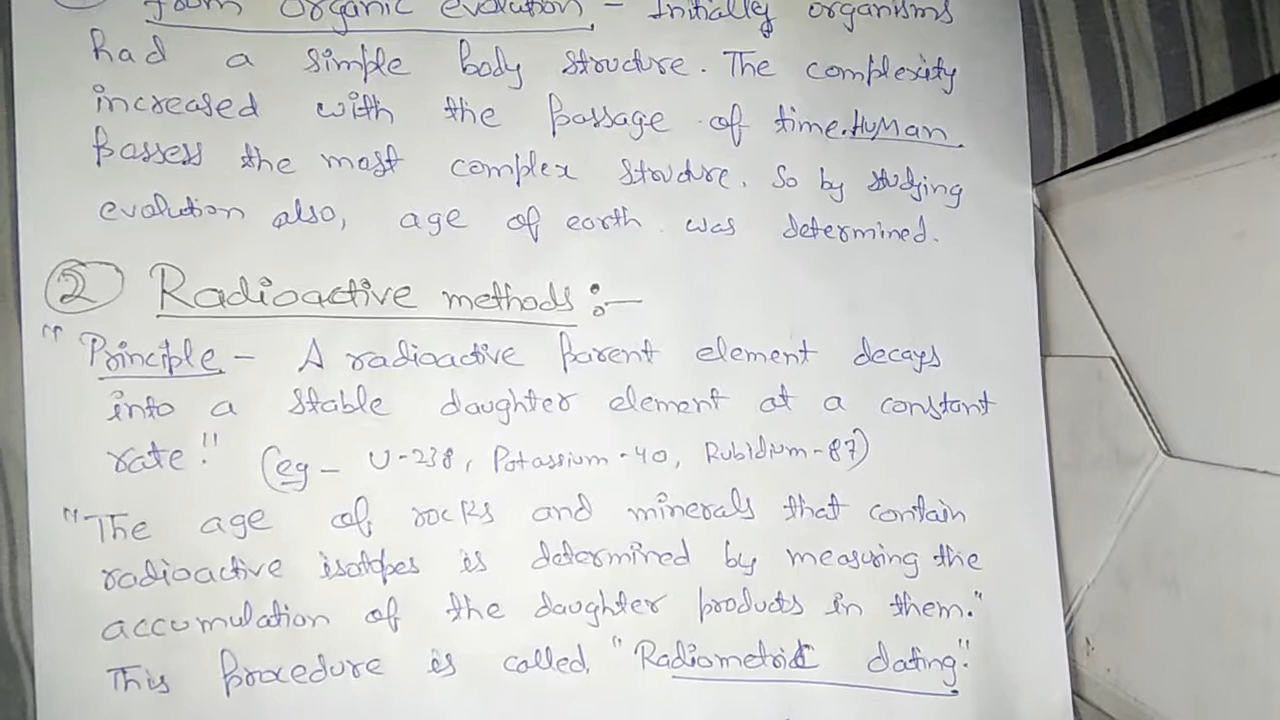 from organic evolution - Initially organisms
had a simple body structure. The complexity
increased with the passage of time. HuMan
Possess the most complex structure. So by studying
evolution also, age of earth was determined.
② Radioactive methods :-
"Principle - A radioactive parent element decays
into a stable daughter element at a constant
rate." (eg - U-238, Potassium-40, Rubidium-87)
"The age of rocks and minerals that contain
radioactive isotopes is determined by measuring the
accumulation of the daughter products in them."
This procedure is called "Radiometric dating".